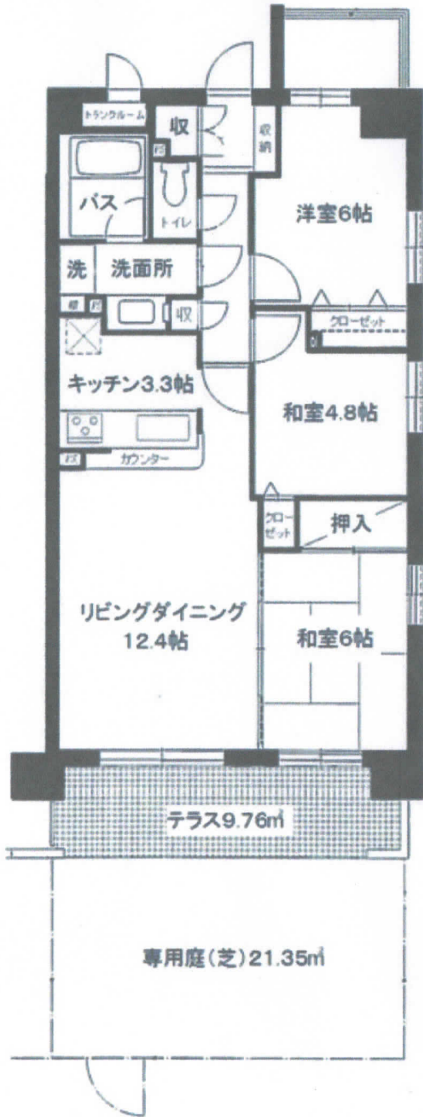 トランクルーム
収
収納
バス
トイレ
洋室6帖
洗
洗面所
収
クローゼット
キッチン3.3帖
和室4.8帖
カウンター
クローゼット
押入
リビングダイニング
12.4帖
和室6帖
テラス9.76㎡
専用庭(芝)21.35㎡